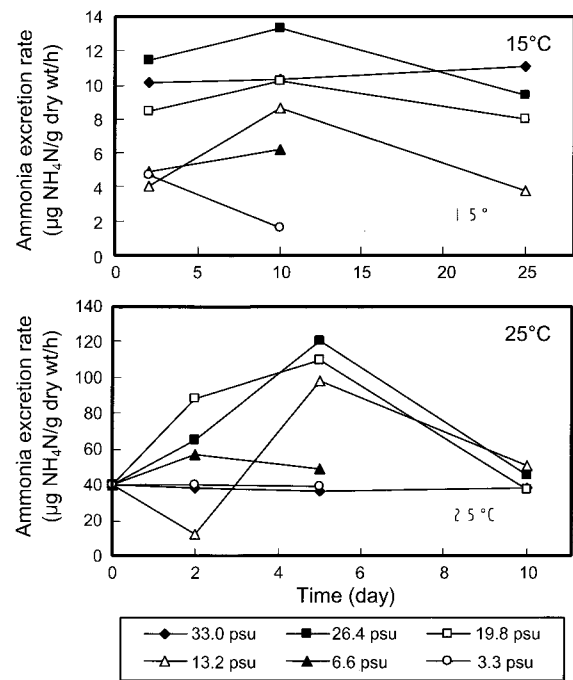 Ammonia excretion rate
(µg NH₄N/g dry wt/h)
14
12
10
8
6
4
2
0
15°C
15°
0 5 10 15 20 25
Ammonia excretion rate
(µg NH₄N/g dry wt/h)
140
120
100
80
60
40
20
0
25°C
25°C
0 2 4 6 8 10
Time (day)
33.0 psu 26.4 psu 19.8 psu
13.2 psu 6.6 psu 3.3 psu